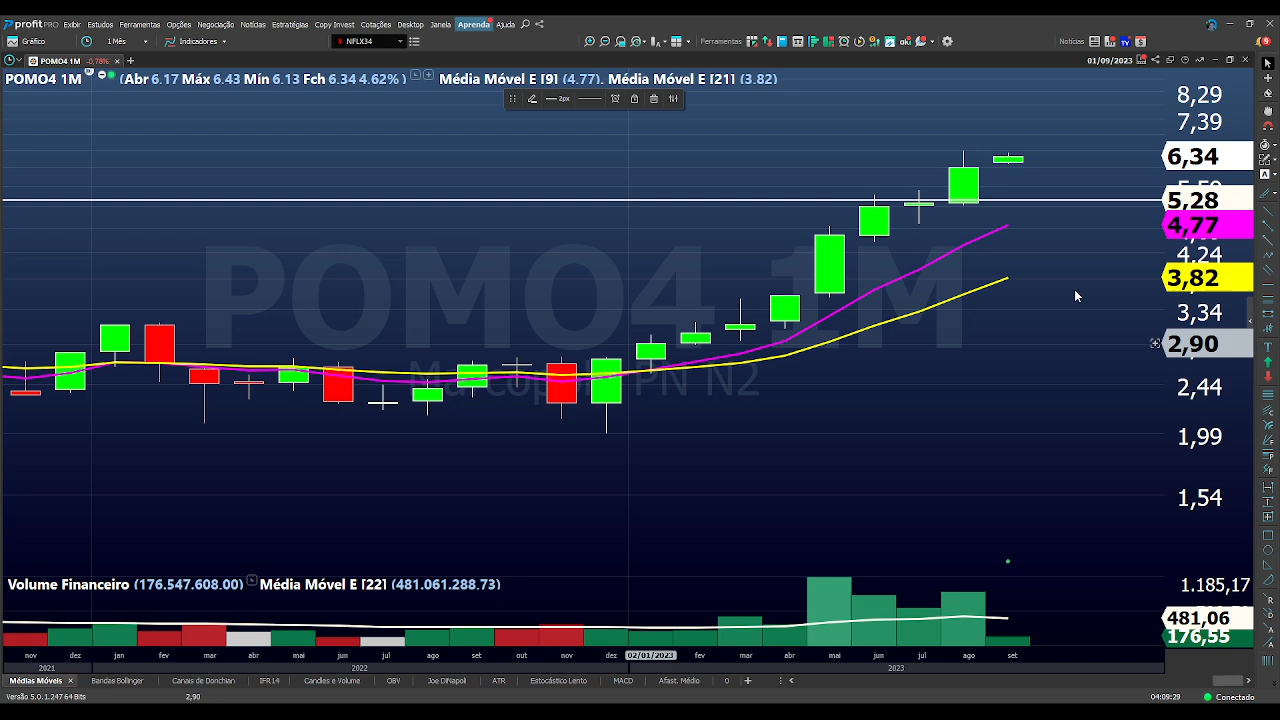 profit PRO Exibir Estudos Ferramentas Opções Negociação Notícias Estratégias Copy Invest Cotações Desktop Janela Aprenda Ajuda
Gráfico 1 Mês Indicadores NFLX34 Ferramentas Notícias 9
POMO4 1M -0,78% 01/09/2023
POMO4 1M (Abr 6.17 Máx 6.43 Mín 6.13 Fch 6.34 4.62%) Média Móvel E [9] (4.77). Média Móvel E [21] (3.82)
2px
8,29
7,39
6,34
5,28
4,77
4,24
3,82
3,34
2,90
2,44
1,99
1,54
POMO4 1M
Volume Financeiro (176.547.608.00) Média Móvel E [22] (481.061.288.73)
1.185,17
481,06
176,55
nov dez jan fev mar abr mai jun jul ago set out nov dez 02/01/2023 fev mar abr mai jun jul ago set
2021 2022 2023
Médias Móveis Bandas Bolinger Canais de Donchian IFR14 Candles e Volume OBV Joe DiNapoli ATR Estocástico Lento MACD Afast. Médio 0
Versão 5.0.1.247 64 Bits 2,90 04:09:29 Conectado